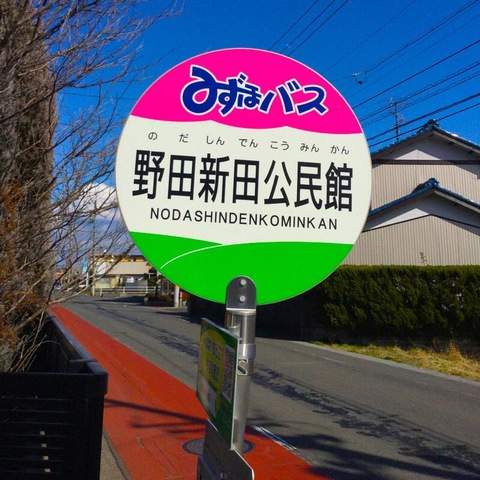 みずほバス
の だ しん でん こう みん かん
野田新田公民館
NODASHINDENKOMINKAN